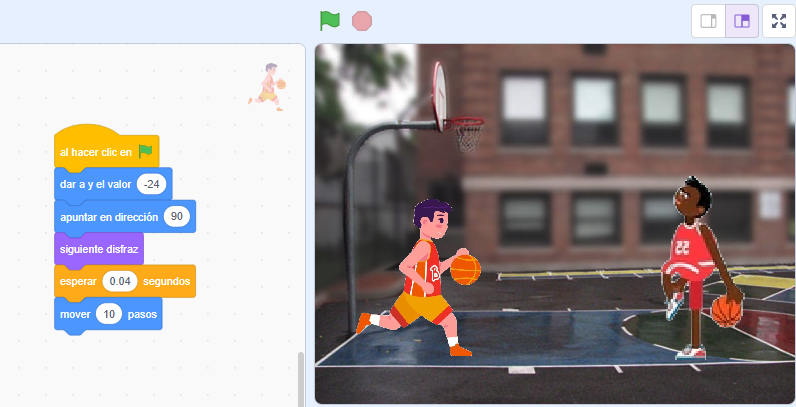 al hacer clic en
dar a y el valor -24
apuntar en dirección 90
siguiente disfraz
esperar 0.04 segundos
mover 10 pasos